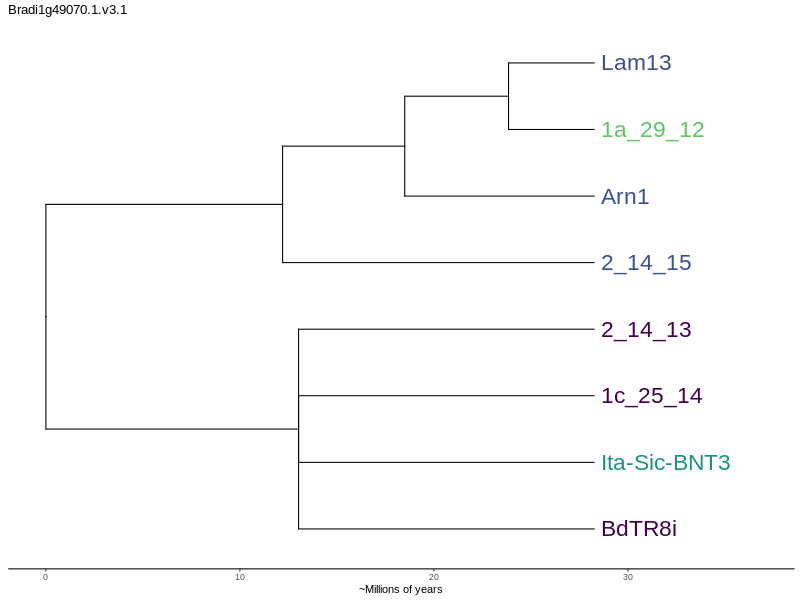 Bradi1g49070.1.v3.1
Lam13
1a_29_12
Arn1
2_14_15
2_14_13
1c_25_14
Ita-Sic-BNT3
BdTR8i
0 10 20 30
~Millions of years